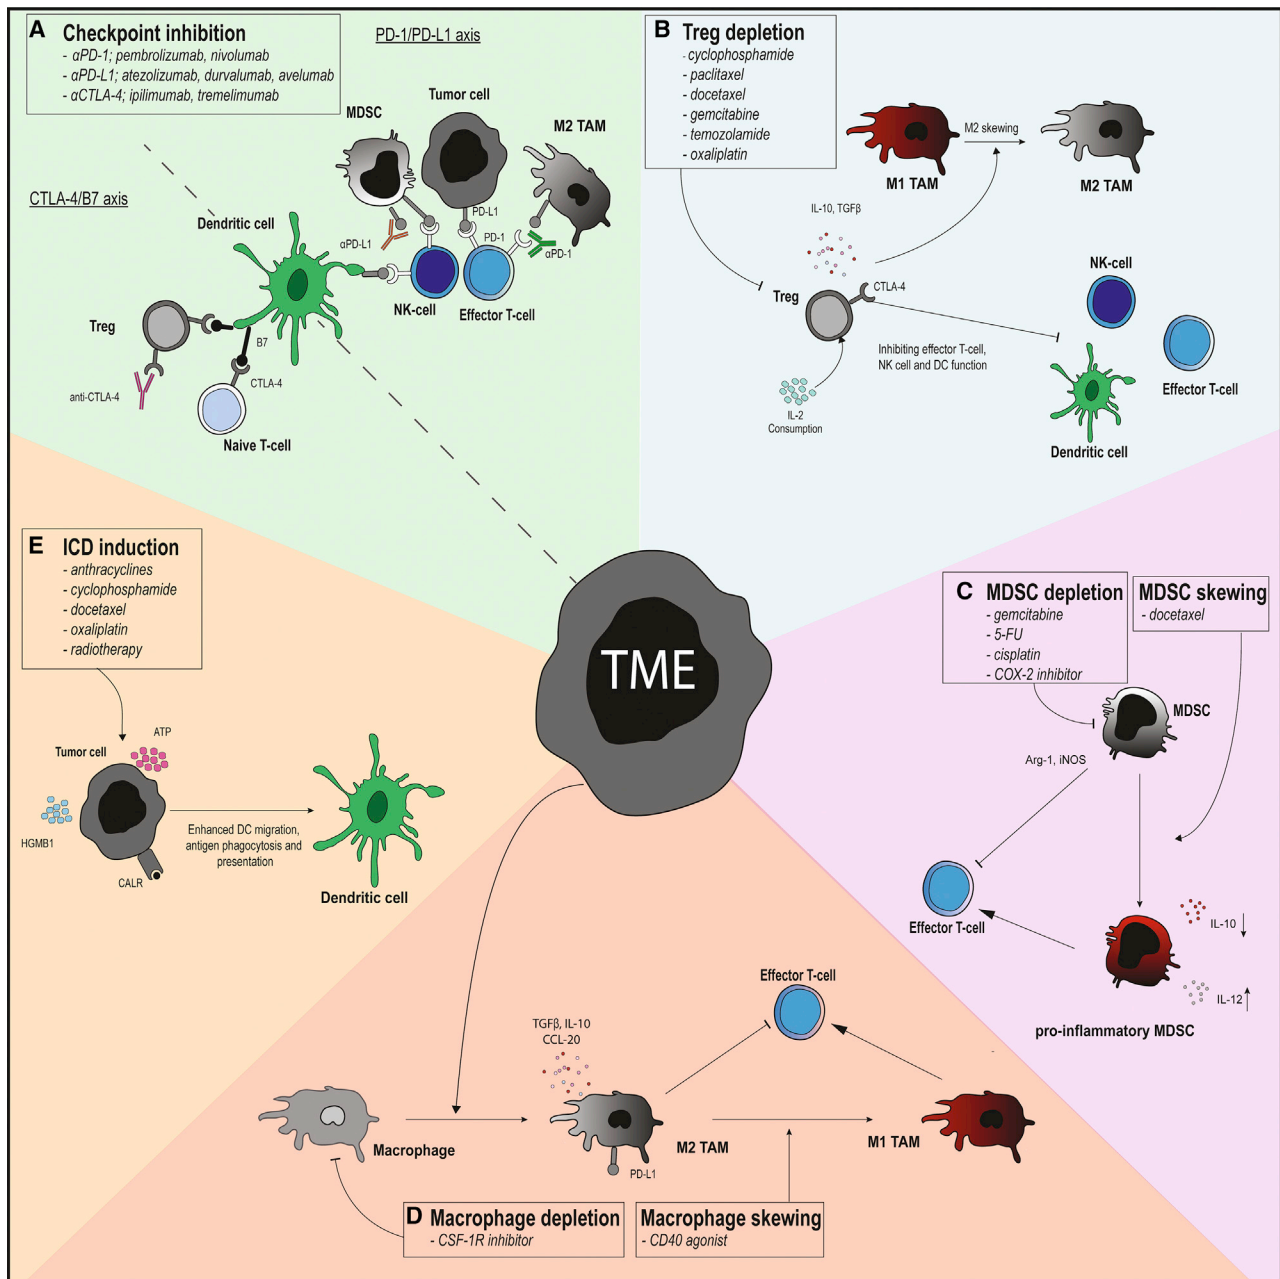 A Checkpoint inhibition
- αPD-1; pembrolizumab, nivolumab
- αPD-L1; atezolizumab, durvalumab, avelumab
- αCTLA-4; ipilimumab, tremelimumab
PD-1/PD-L1 axis
MDSC
Tumor cell
M2 TAM
CTLA-4/B7 axis
Dendritic cell
PD-L1
αPD-L1
PD-1
αPD-1
NK-cell
Effector T-cell
Treg
B7
anti-CTLA-4
CTLA-4
Naive T-cell
B Treg depletion
- cyclophosphamide
- paclitaxel
- docetaxel
- gemcitabine
- temozolamide
- oxaliplatin
M2 skewing
M1 TAM
M2 TAM
IL-10, TGFβ
Treg
CTLA-4
NK-cell
Inhibiting effector T-cell,
NK cell and DC function
Effector T-cell
IL-2
Consumption
Dendritic cell
C MDSC depletion
- gemcitabine
- 5-FU
- cisplatin
- COX-2 inhibitor
MDSC skewing
- docetaxel
MDSC
Arg-1, iNOS
Effector T-cell
IL-10
IL-12
pro-inflammatory MDSC
TME
E ICD induction
- anthracyclines
- cyclophosphamide
- docetaxel
- oxaliplatin
- radiotherapy
ATP
Tumor cell
HGMB1
CALR
Enhanced DC migration,
antigen phagocytosis and
presentation
Dendritic cell
Effector T-cell
TGFβ, IL-10
CCL-20
Macrophage
M2 TAM
M1 TAM
PD-L1
D Macrophage depletion
- CSF-1R inhibitor
Macrophage skewing
- CD40 agonist